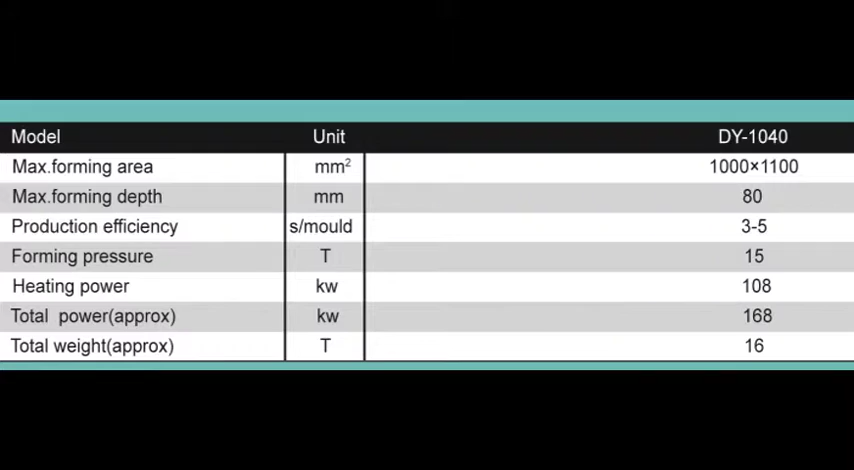 Model Unit DY-1040
Max.forming area mm² 1000×1100
Max.forming depth mm 80
Production efficiency s/mould 3-5
Forming pressure T 15
Heating power kw 108
Total power(approx) kw 168
Total weight(approx) T 16